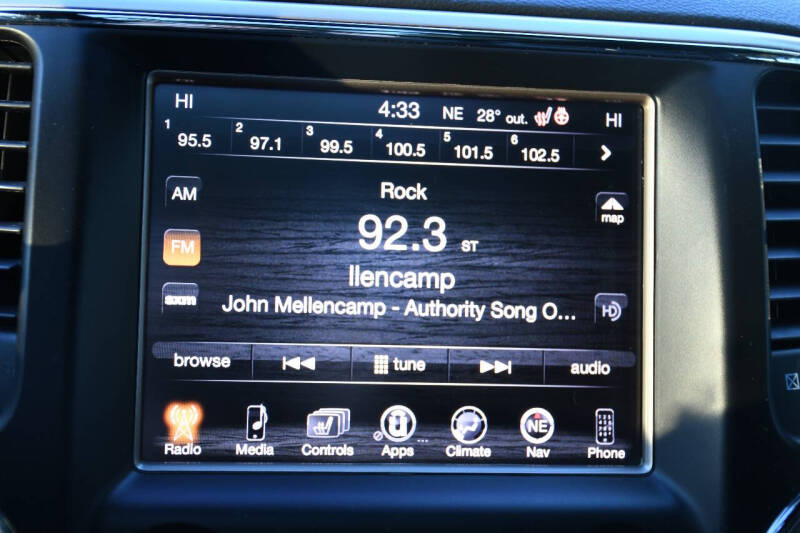 HI 4:33 NE 28° out. HI
1 95.5 2 97.1 3 99.5 4 100.5 5 101.5 6 102.5
AM Rock map
FM 92.3 ST
llencamp
sxm John Mellencamp - Authority Song O... HD
browse tune audio
NE
Radio Media Controls Apps ... Climate Nav Phone